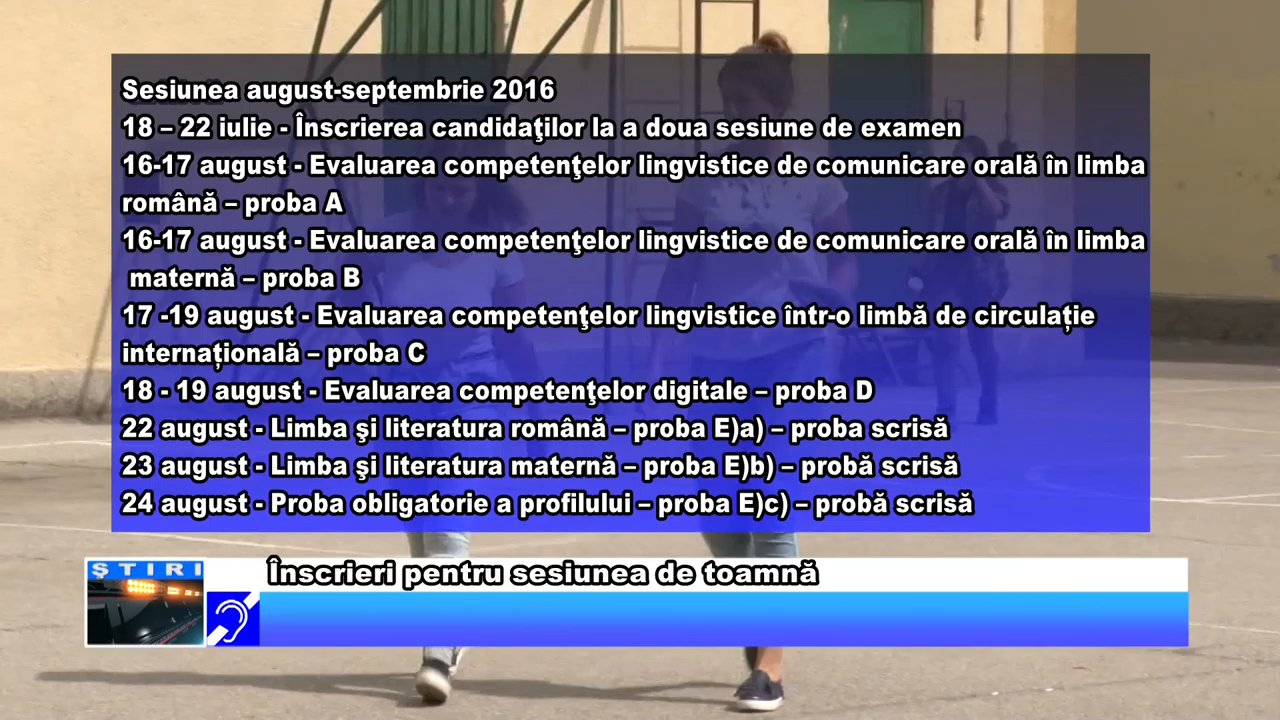 Sesiunea august-septembrie 2016
18 – 22 iulie - Înscrierea candidaţilor la a doua sesiune de examen
16-17 august - Evaluarea competenţelor lingvistice de comunicare orală în limba
română – proba A
16-17 august - Evaluarea competenţelor lingvistice de comunicare orală în limba
maternă – proba B
17 -19 august - Evaluarea competenţelor lingvistice într-o limbă de circulație
internațională – proba C
18 - 19 august - Evaluarea competenţelor digitale – proba D
22 august - Limba şi literatura română – proba E)a) – proba scrisă
23 august - Limba şi literatura maternă – proba E)b) – probă scrisă
24 august - Proba obligatorie a profilului – proba E)c) – probă scrisă
ŞTIRI
Înscrieri pentru sesiunea de toamnă